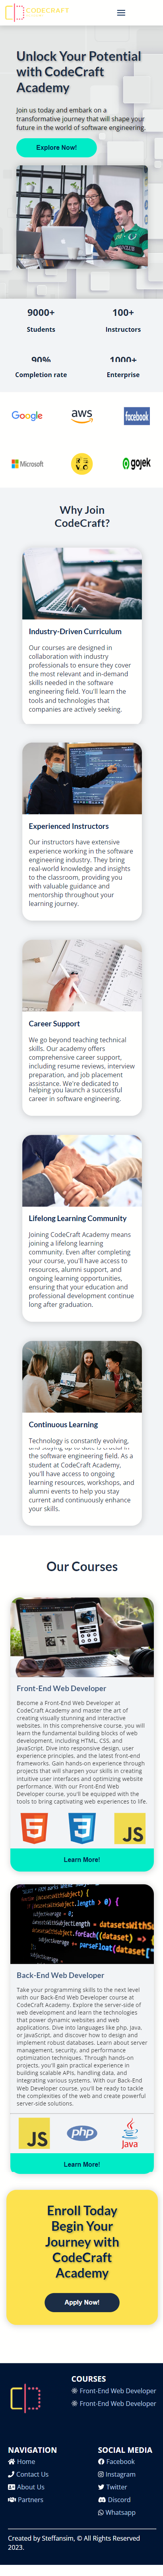 CODECRAFT
Unlock Your Potential
with CodeCraft
Academy
Join us today and embark on a
transformative journey that will shape your
future in the world of software engineering.
Explore Now!
9000+
100+
Students
Instructors
90%
1000+
Completion rate
Enterprise
Google
aws
facebook
Microsoft
gojek
Why Join
CodeCraft?
Industry-Driven Curriculum
Our courses are designed in
collaboration with industry
professionals to ensure they cover
the most relevant and in-demand
skills needed in the software
engineering field. You'll learn the
tools and technologies that
companies are actively seeking.
Experienced Instructors
Our instructors have extensive
experience working in the software
engineering industry. They bring
real-world knowledge and insights
to the classroom, providing you
with valuable guidance and
mentorship throughout your
learning journey.
Career Support
We go beyond teaching technical
skills. Our academy offers
comprehensive career support,
including resume reviews, interview
preparation, and job placement
assistance. We're dedicated to
helping you launch a successful
career in software engineering.
Lifelong Learning Community
Joining CodeCraft Academy means
joining a lifelong learning
community. Even after completing
your course, you'll have access to
resources, alumni support, and
ongoing learning opportunities,
ensuring that your education and
professional development continue
long after graduation.
Continuous Learning
Technology is constantly evolving,
and staying up to date is a must in
the software engineering field. As a
student at CodeCraft Academy,
you'll have access to ongoing
learning resources, workshops, and
alumni events to help you stay
current and continuously enhance
your skills.
Our Courses
Front-End Web Developer
Become a Front-End Web Developer at
CodeCraft Academy and master the art of
creating visually stunning and interactive
websites. In this comprehensive course, you will
learn the fundamental building blocks of web
development, including HTML, CSS, and
JavaScript. Dive into responsive design, user
experience principles, and the latest front-end
frameworks. Gain hands-on experience through
projects that will sharpen your skills in creating
intuitive user interfaces and optimizing website
performance. With our Front-End Web
Developer course, you'll be equipped with the
tools to bring captivating web experiences to life.
JS
Learn More!
Back-End Web Developer
Take your programming skills to the next level
with our Back-End Web Developer course at
CodeCraft Academy. Explore the server-side of
web development and learn the technologies
that power dynamic websites and web
applications. Dive into languages like php, Java,
or JavaScript, and discover how to design and
implement robust databases. Learn about server
management, security, and performance
optimization techniques. Through hands-on
projects, you'll gain practical experience in
building scalable APIs, handling data, and
integrating various systems. With our Back-End
Web Developer course, you'll be ready to tackle
the complexities of the web and create powerful
server-side solutions.
JS
php
Java
Learn More!
Enroll Today
Begin Your
Journey with
CodeCraft
Academy
Apply Now!
COURSES
Front-End Web Developer
Front-End Web Developer
NAVIGATION
Home
Contact Us
About Us
Partners
SOCIAL MEDIA
Facebook
Instagram
Twitter
Discord
Whatsapp
Created by Steffansim, © All Rights Reserved
2023.